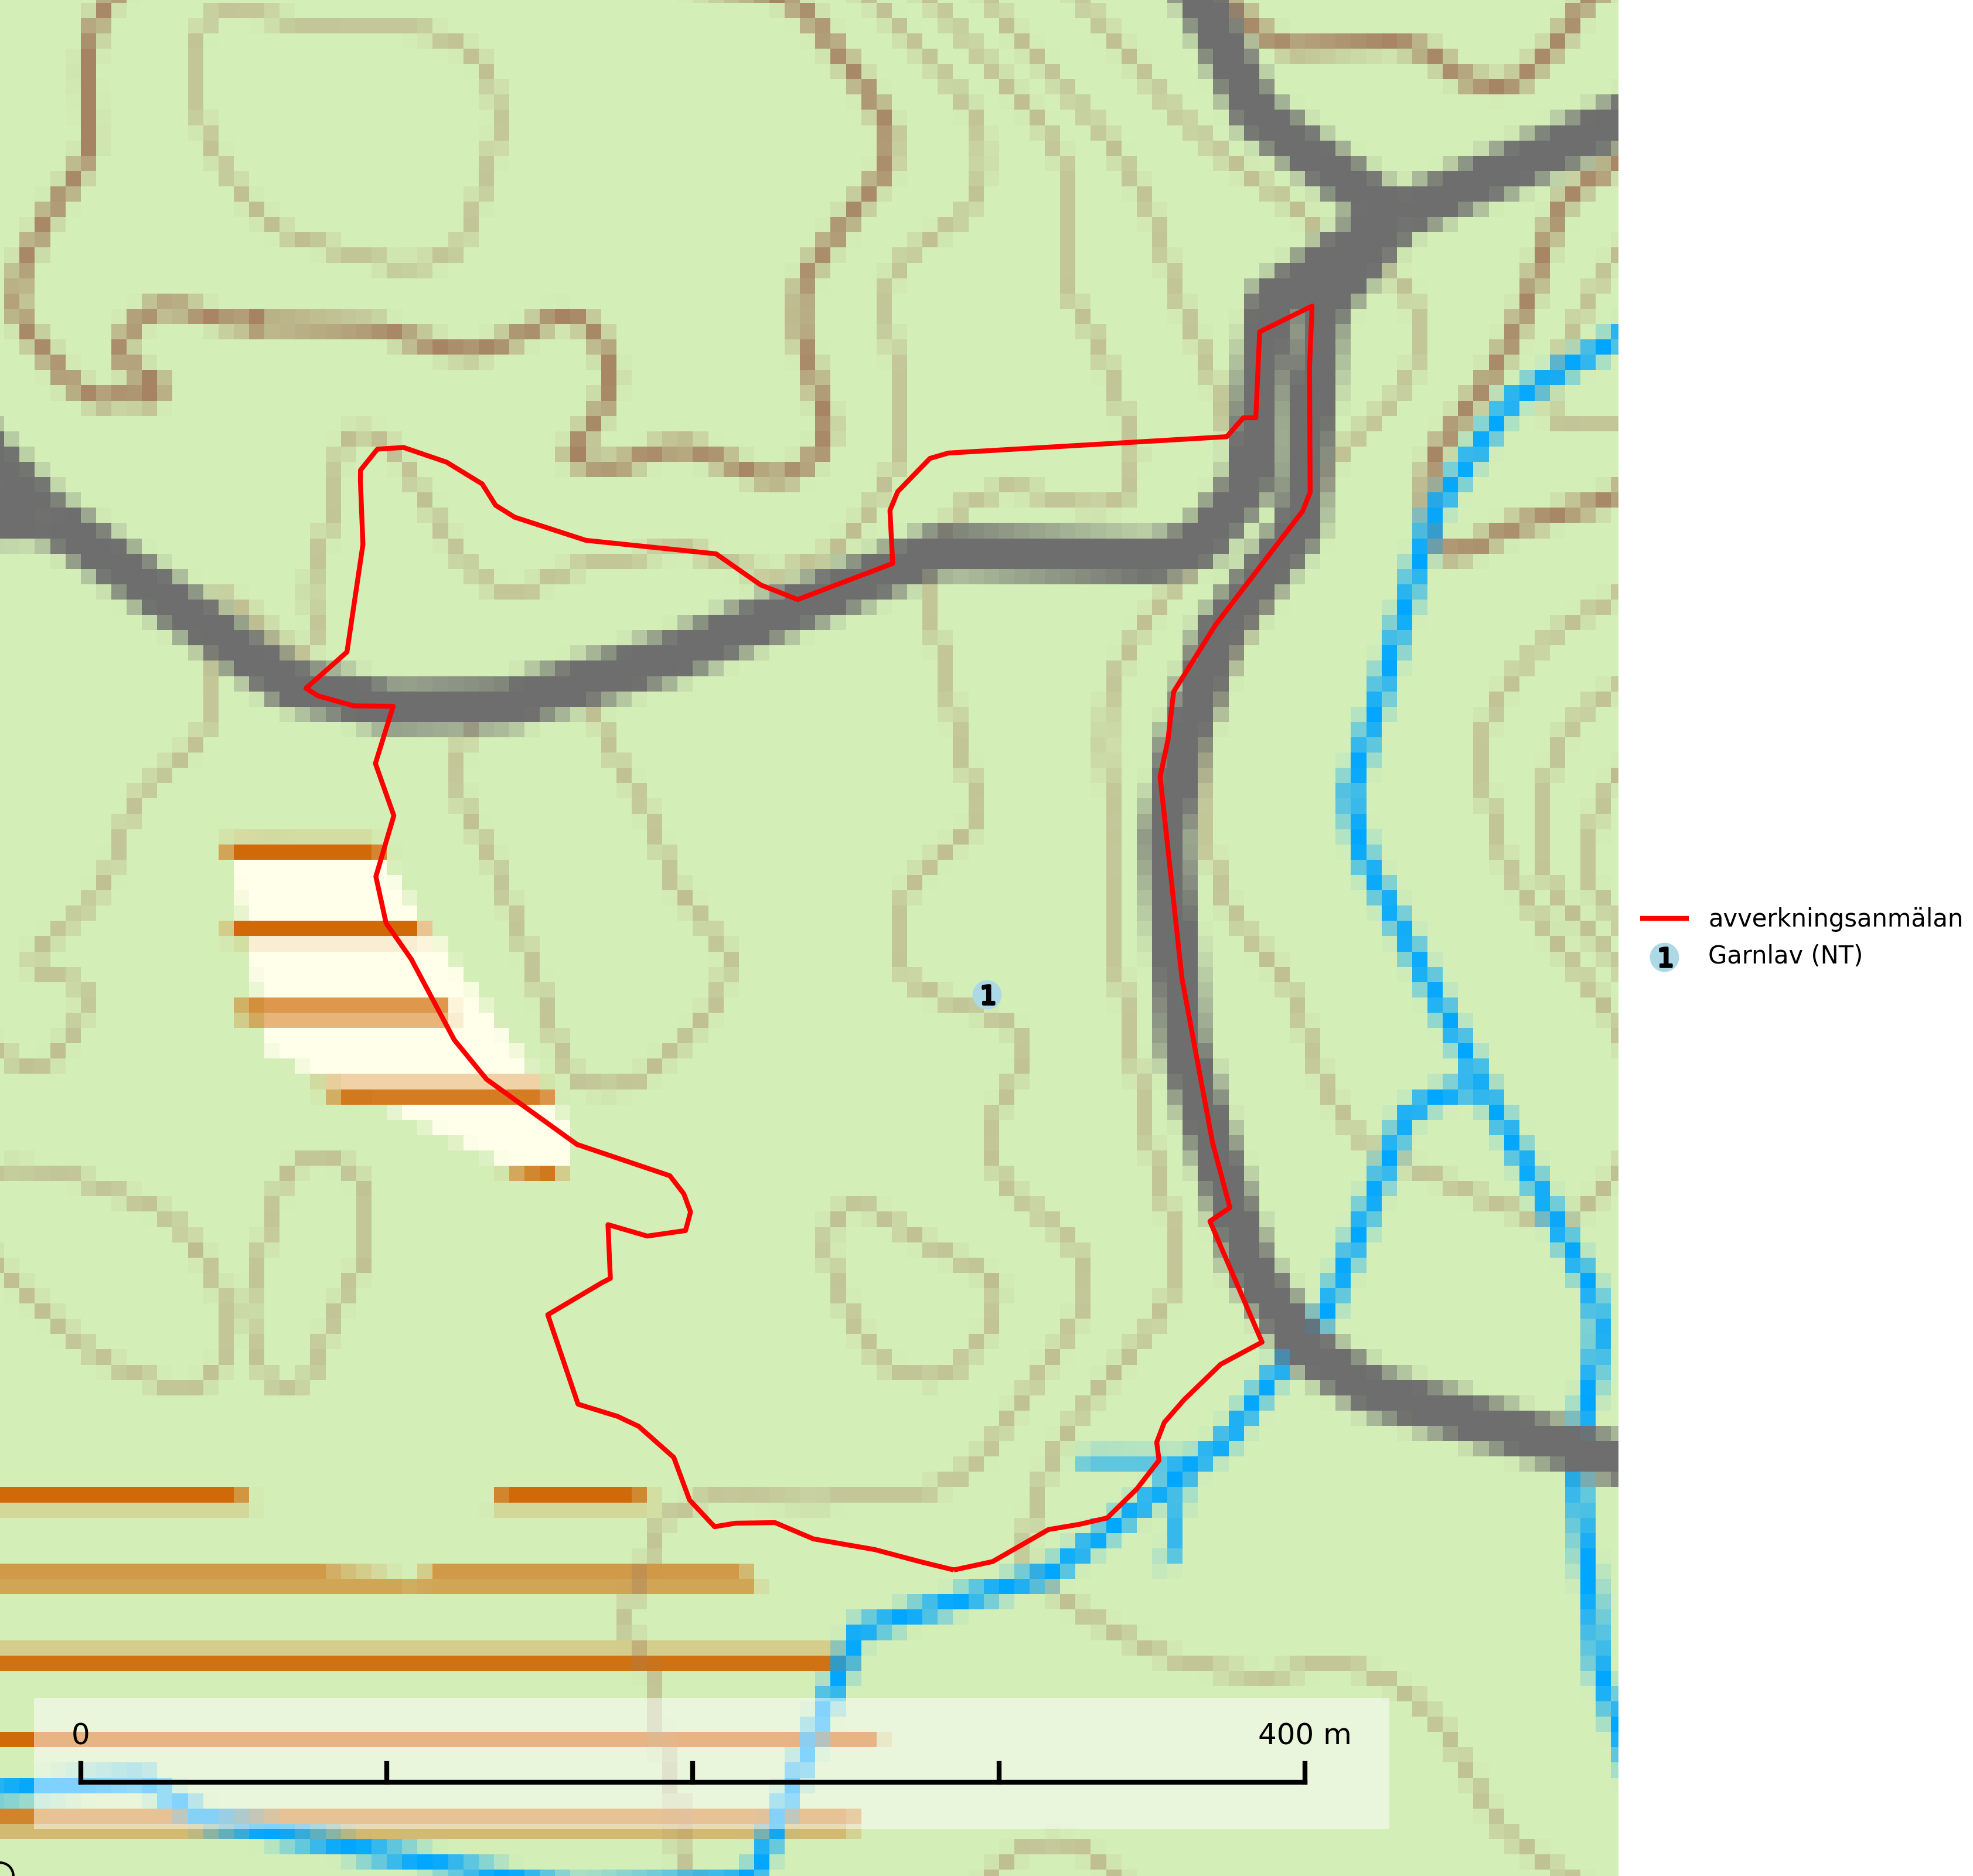 avverkningsanmälan
1 Garnlav (NT)
1
0 400 m